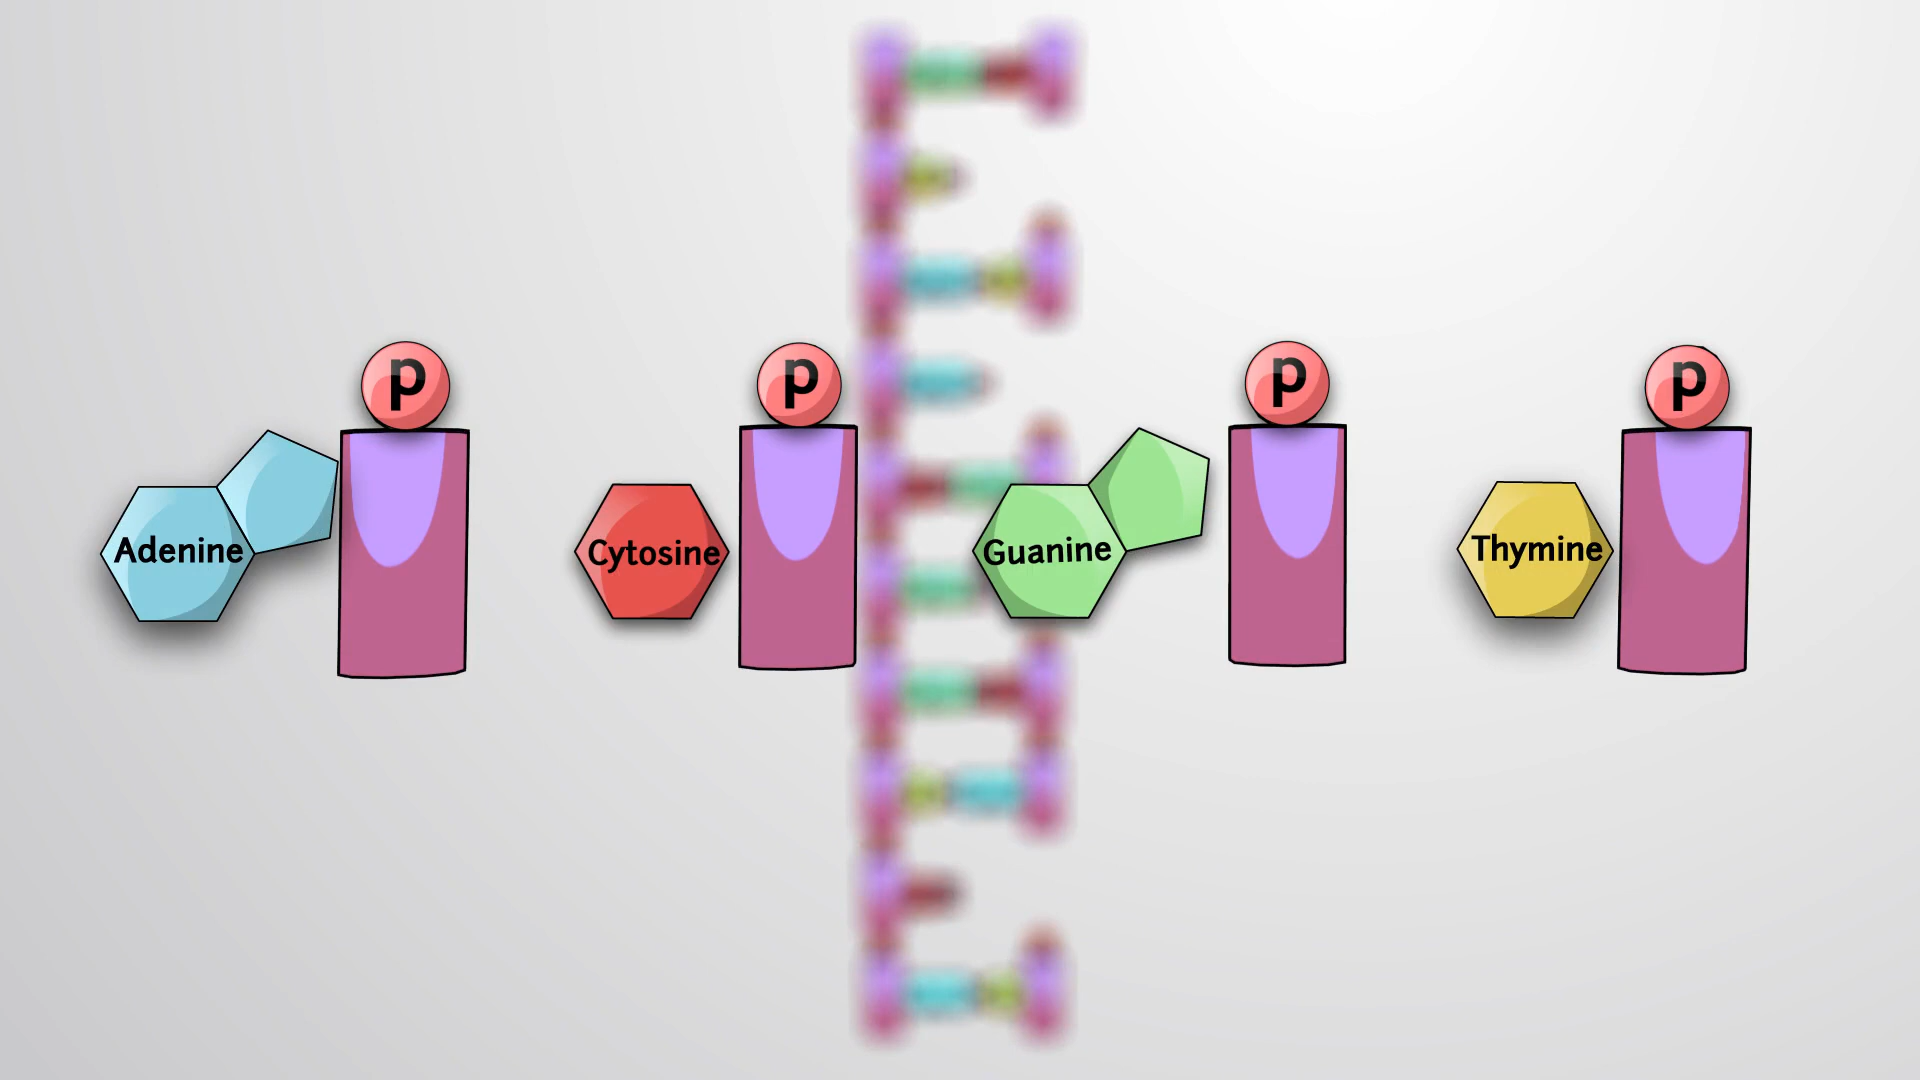 p
p
p
p
Adenine
Cytosine
Guanine
Thymine